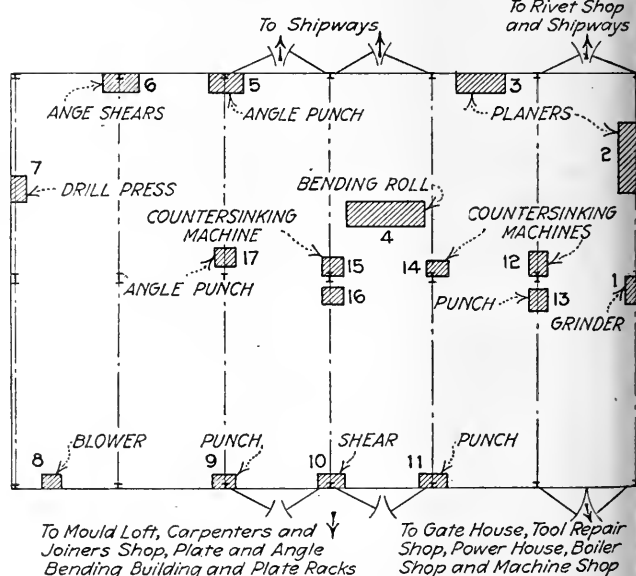 To Shipways
To Rivet Shop
and Shipways
6
5
3
ANGE SHEARS
ANGLE PUNCH
PLANERS
2
7
DRILL PRESS
BENDING ROLL
4
COUNTERSINKING
MACHINE
COUNTERSINKING
MACHINES
17
15
14
12
ANGLE PUNCH
16
PUNCH
13
1
GRINDER
BLOWER
PUNCH
SHEAR
PUNCH
8
9
10
11
To Mould Loft, Carpenters and
Joiners Shop, Plate and Angle
Bending Building and Plate Racks
To Gate House, Tool Repair
Shop, Power House, Boiler
Shop and Machine Shop